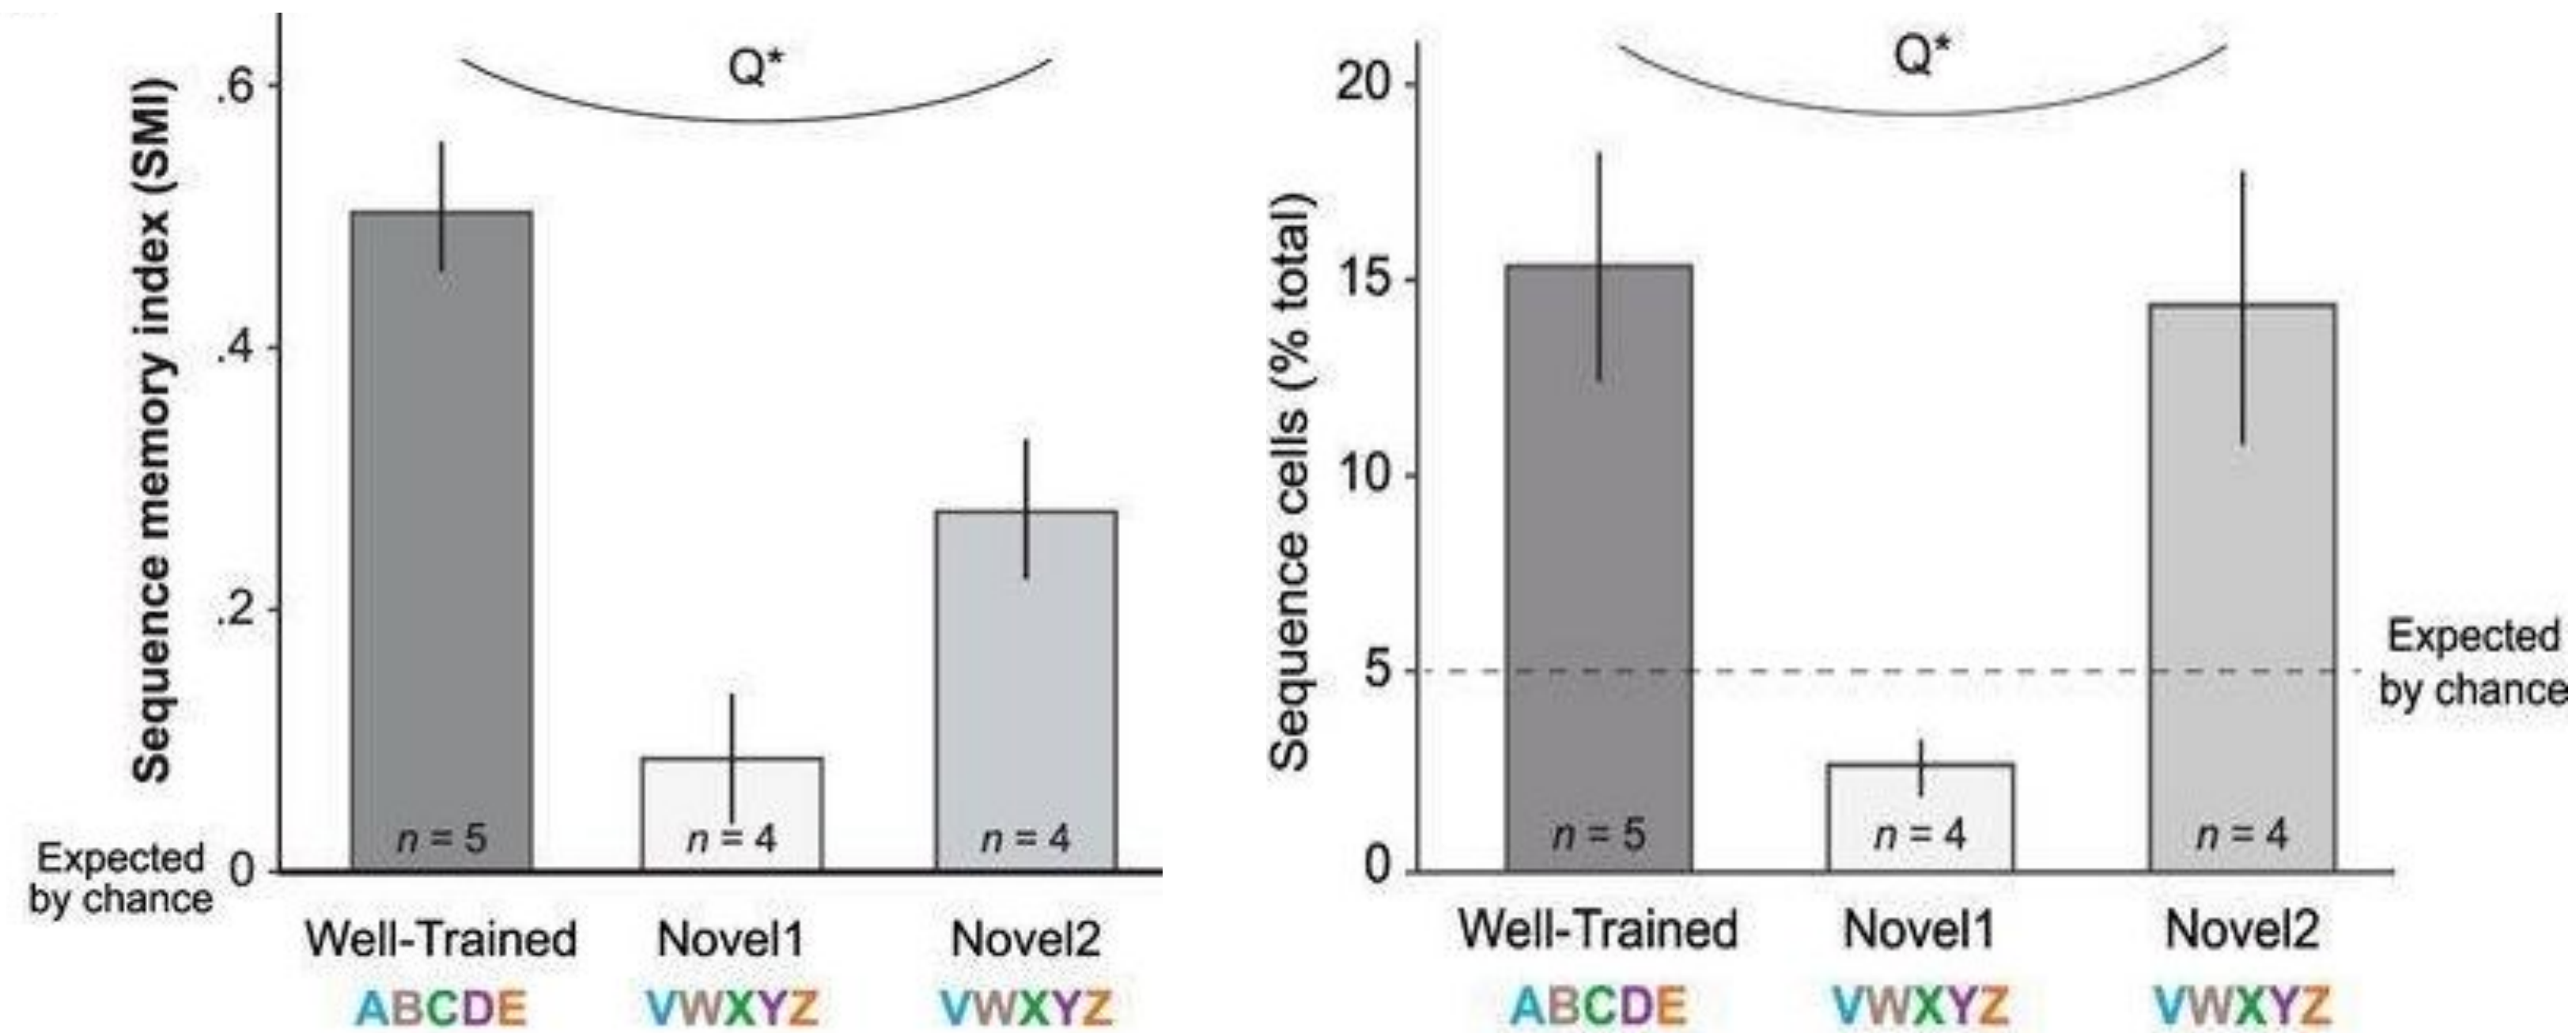 Sequence memory index (SMI)
.6
.4
.2
0
Expected
by chance
Q*
n = 5
n = 4
n = 4
Well-Trained
Novel1
Novel2
ABCDE
VWXYZ
VWXYZ
Sequence cells (% total)
20
15
10
5
0
Q*
Expected
by chance
n = 5
n = 4
n = 4
Well-Trained
Novel1
Novel2
ABCDE
VWXYZ
VWXYZ